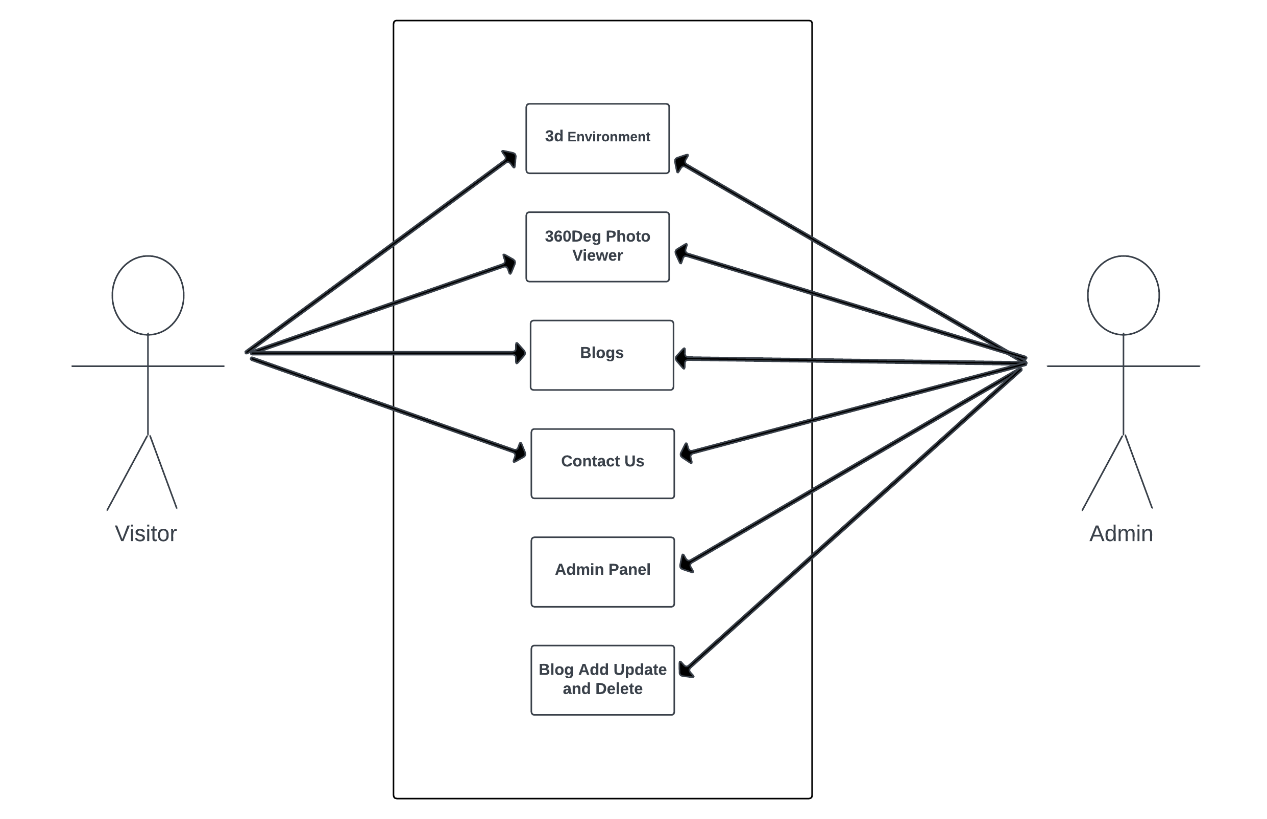 3d Environment
360Deg Photo
Viewer
Blogs
Contact Us
Visitor
Admin
Admin Panel
Blog Add Update
and Delete